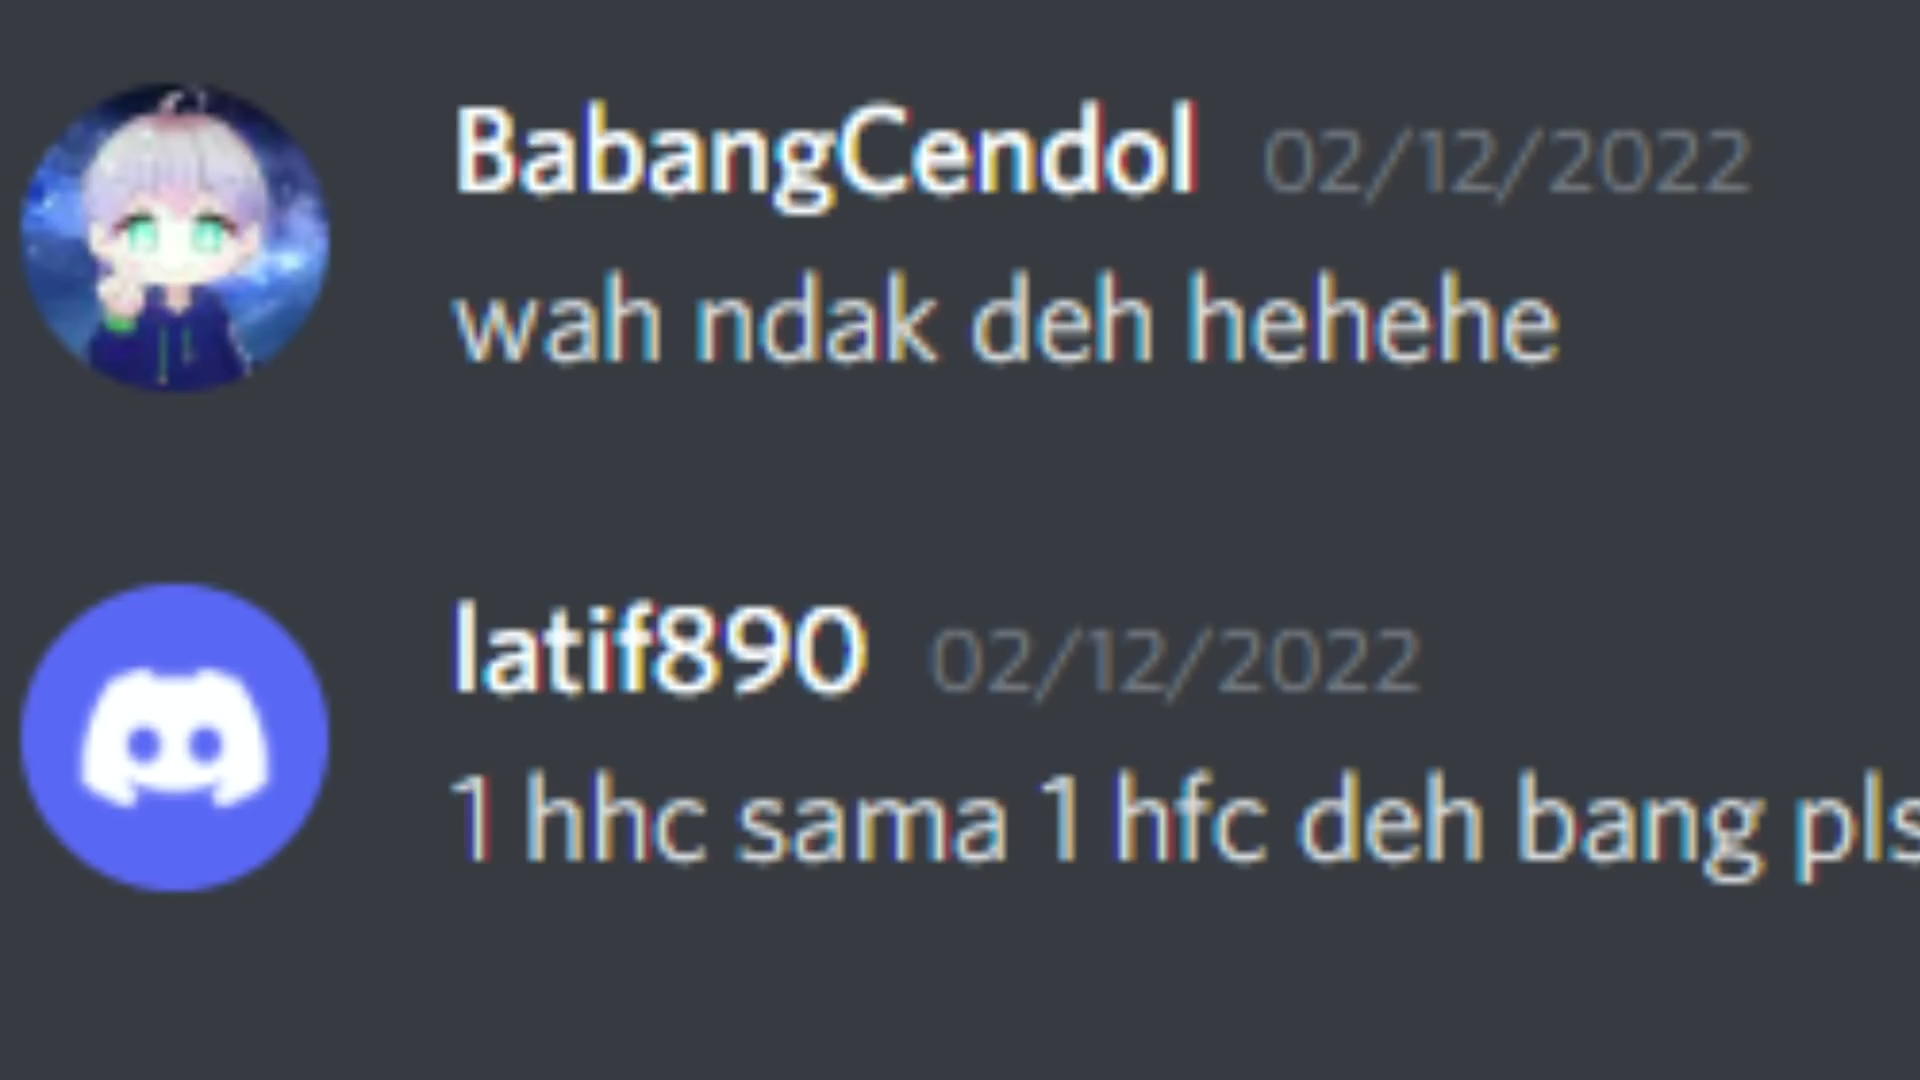 BabangCendol 02/12/2022
wah ndak deh hehehe
latif890 02/12/2022
1 hhc sama 1 hfc deh bang pls